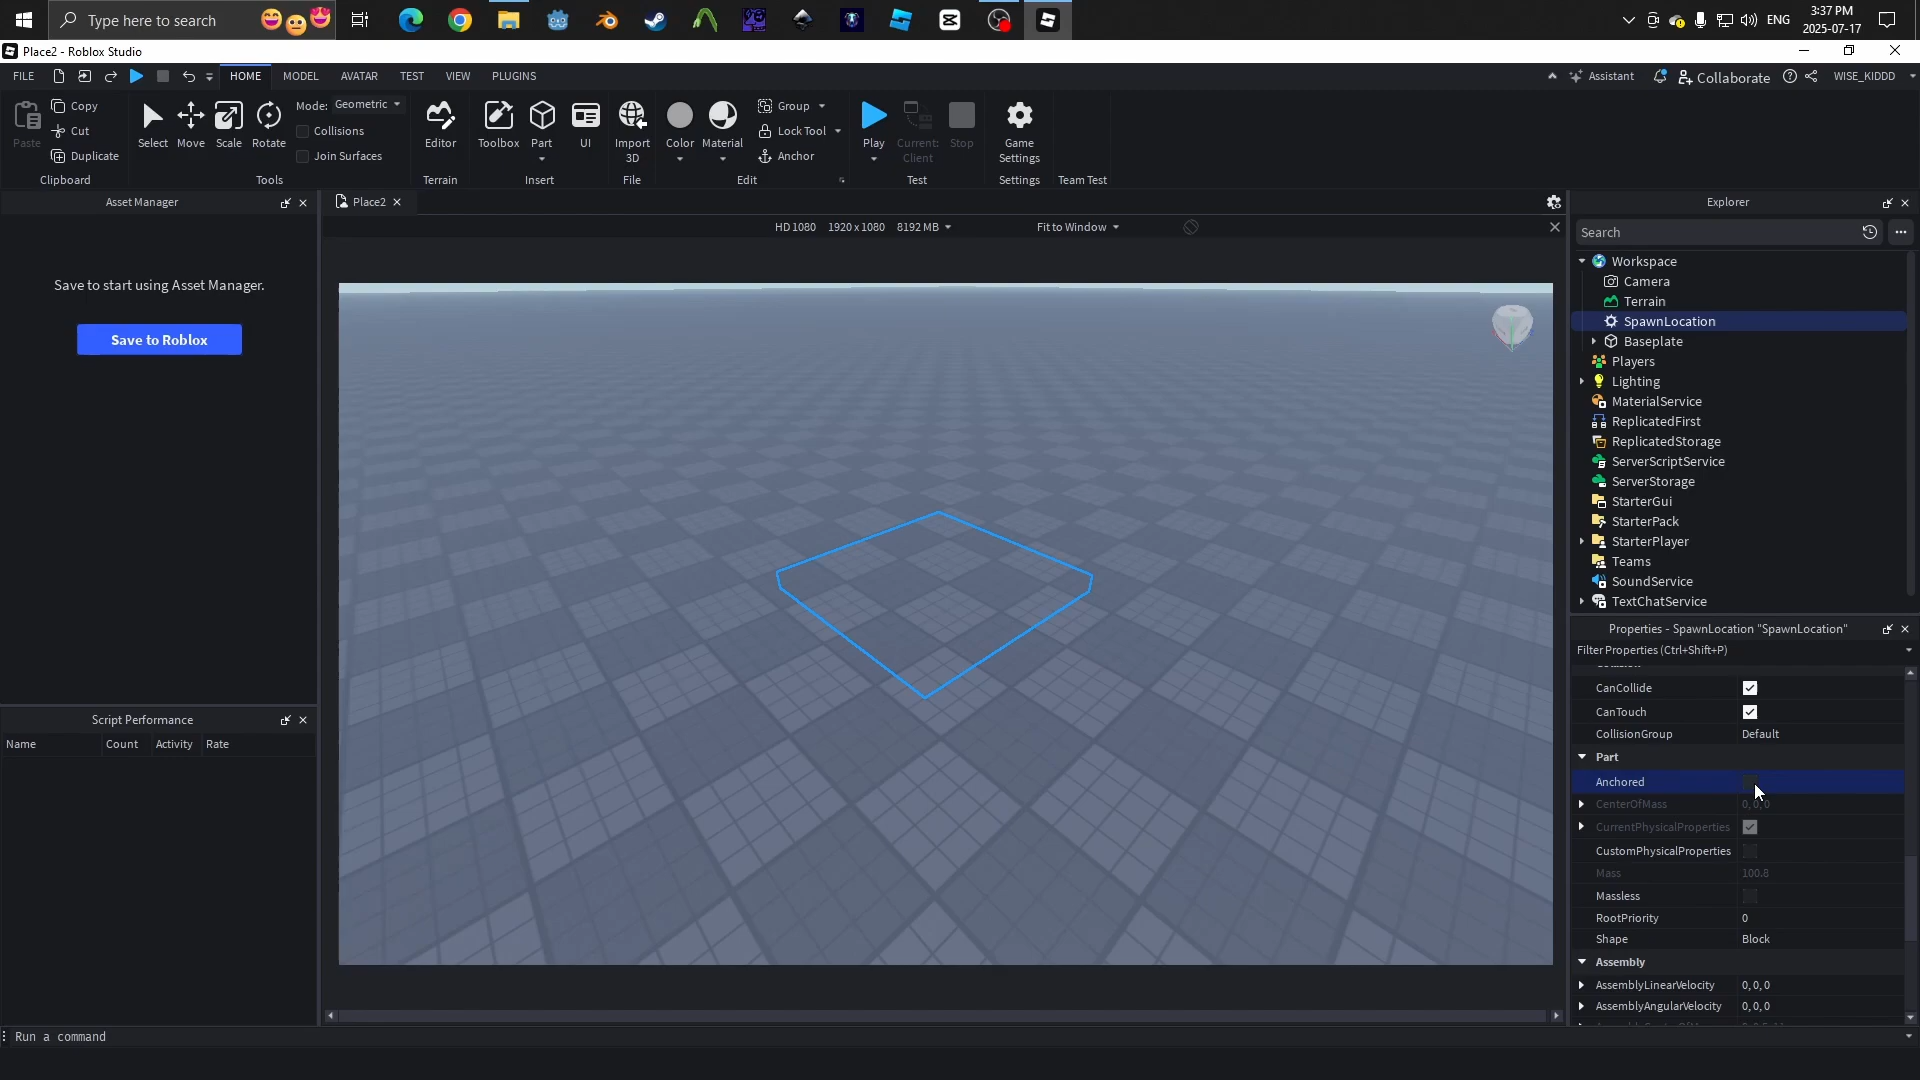 Type here to search
ENG
3:37 PM
2025-07-17
Place2 - Roblox Studio
FILE HOME MODEL AVATAR TEST VIEW PLUGINS
Assistant Collaborate WISE_KIDDD
Paste Copy
Cut
Duplicate
Clipboard
Select Move Scale Rotate
Mode: Geometric
Collisions
Join Surfaces
Tools
Editor
Terrain
Toolbox Part UI
Insert
Import
3D
File
Color Material
Group
Lock Tool
Anchor
Edit
Play Current:
Client
Stop
Test
Game
Settings
Settings
Team Test
Asset Manager
Save to start using Asset Manager.
Save to Roblox
Script Performance
Name Count Activity Rate
Place2
HD 1080 1920 x 1080 8192 MB Fit to Window
Explorer
Search
Workspace
Camera
Terrain
SpawnLocation
Baseplate
Players
Lighting
MaterialService
ReplicatedFirst
ReplicatedStorage
ServerScriptService
ServerStorage
StarterGui
StarterPack
StarterPlayer
Teams
SoundService
TextChatService
Properties - SpawnLocation "SpawnLocation"
Filter Properties (Ctrl+Shift+P)
CanCollide
CanTouch
CollisionGroup Default
Part
Anchored
CenterOfMass 0, 0, 0
CurrentPhysicalProperties
CustomPhysicalProperties
Mass 100.8
Massless
RootPriority 0
Shape Block
Assembly
AssemblyLinearVelocity 0, 0, 0
AssemblyAngularVelocity 0, 0, 0
Run a command